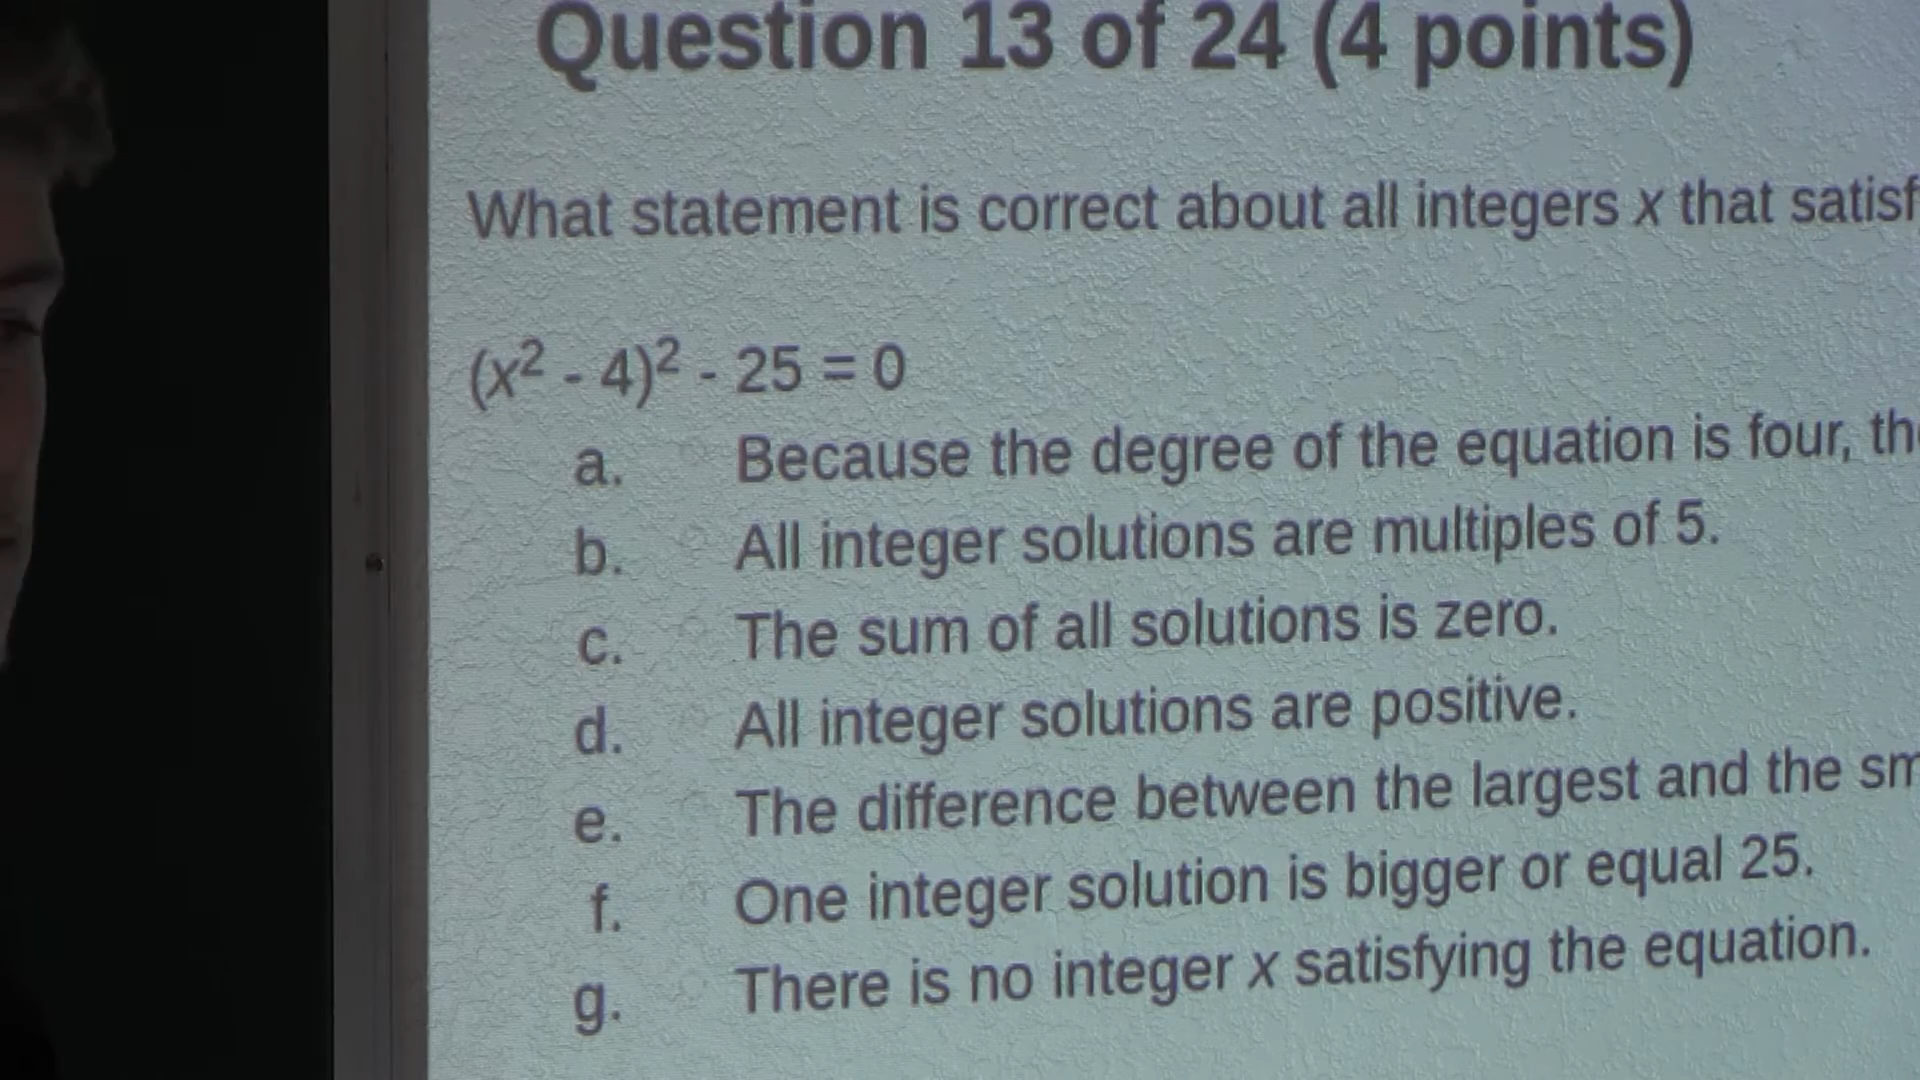 Question 13 of 24 (4 points)
What statement is correct about all integers x that
(x² - 4)² - 25 = 0
a. Because the degree of the equation is four,
b. All integer solutions are multiples of 5.
c. The sum of all solutions is zero.
d. All integer solutions are positive.
e. The difference between the largest and the
f. One integer solution is bigger or equal 25.
g. There is no integer x satisfying the equation.